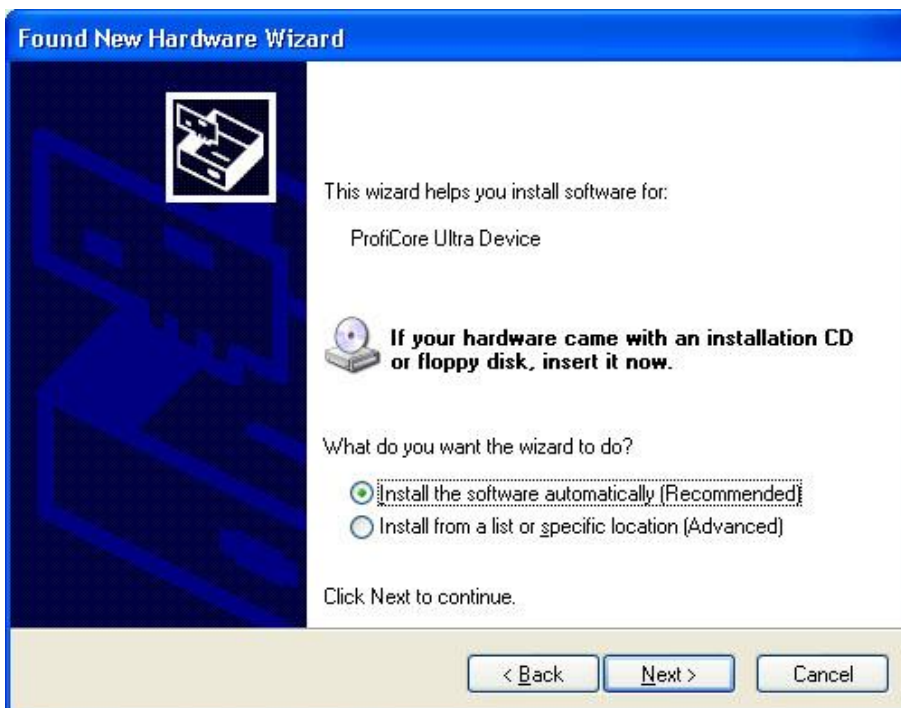 Found New Hardware Wizard
This wizard helps you install software for:
ProfiCore Ultra Device
If your hardware came with an installation CD
or floppy disk, insert it now.
What do you want the wizard to do?
Install the software automatically (Recommended)
Install from a list or specific location (Advanced)
Click Next to continue.
< Back
Next >
Cancel